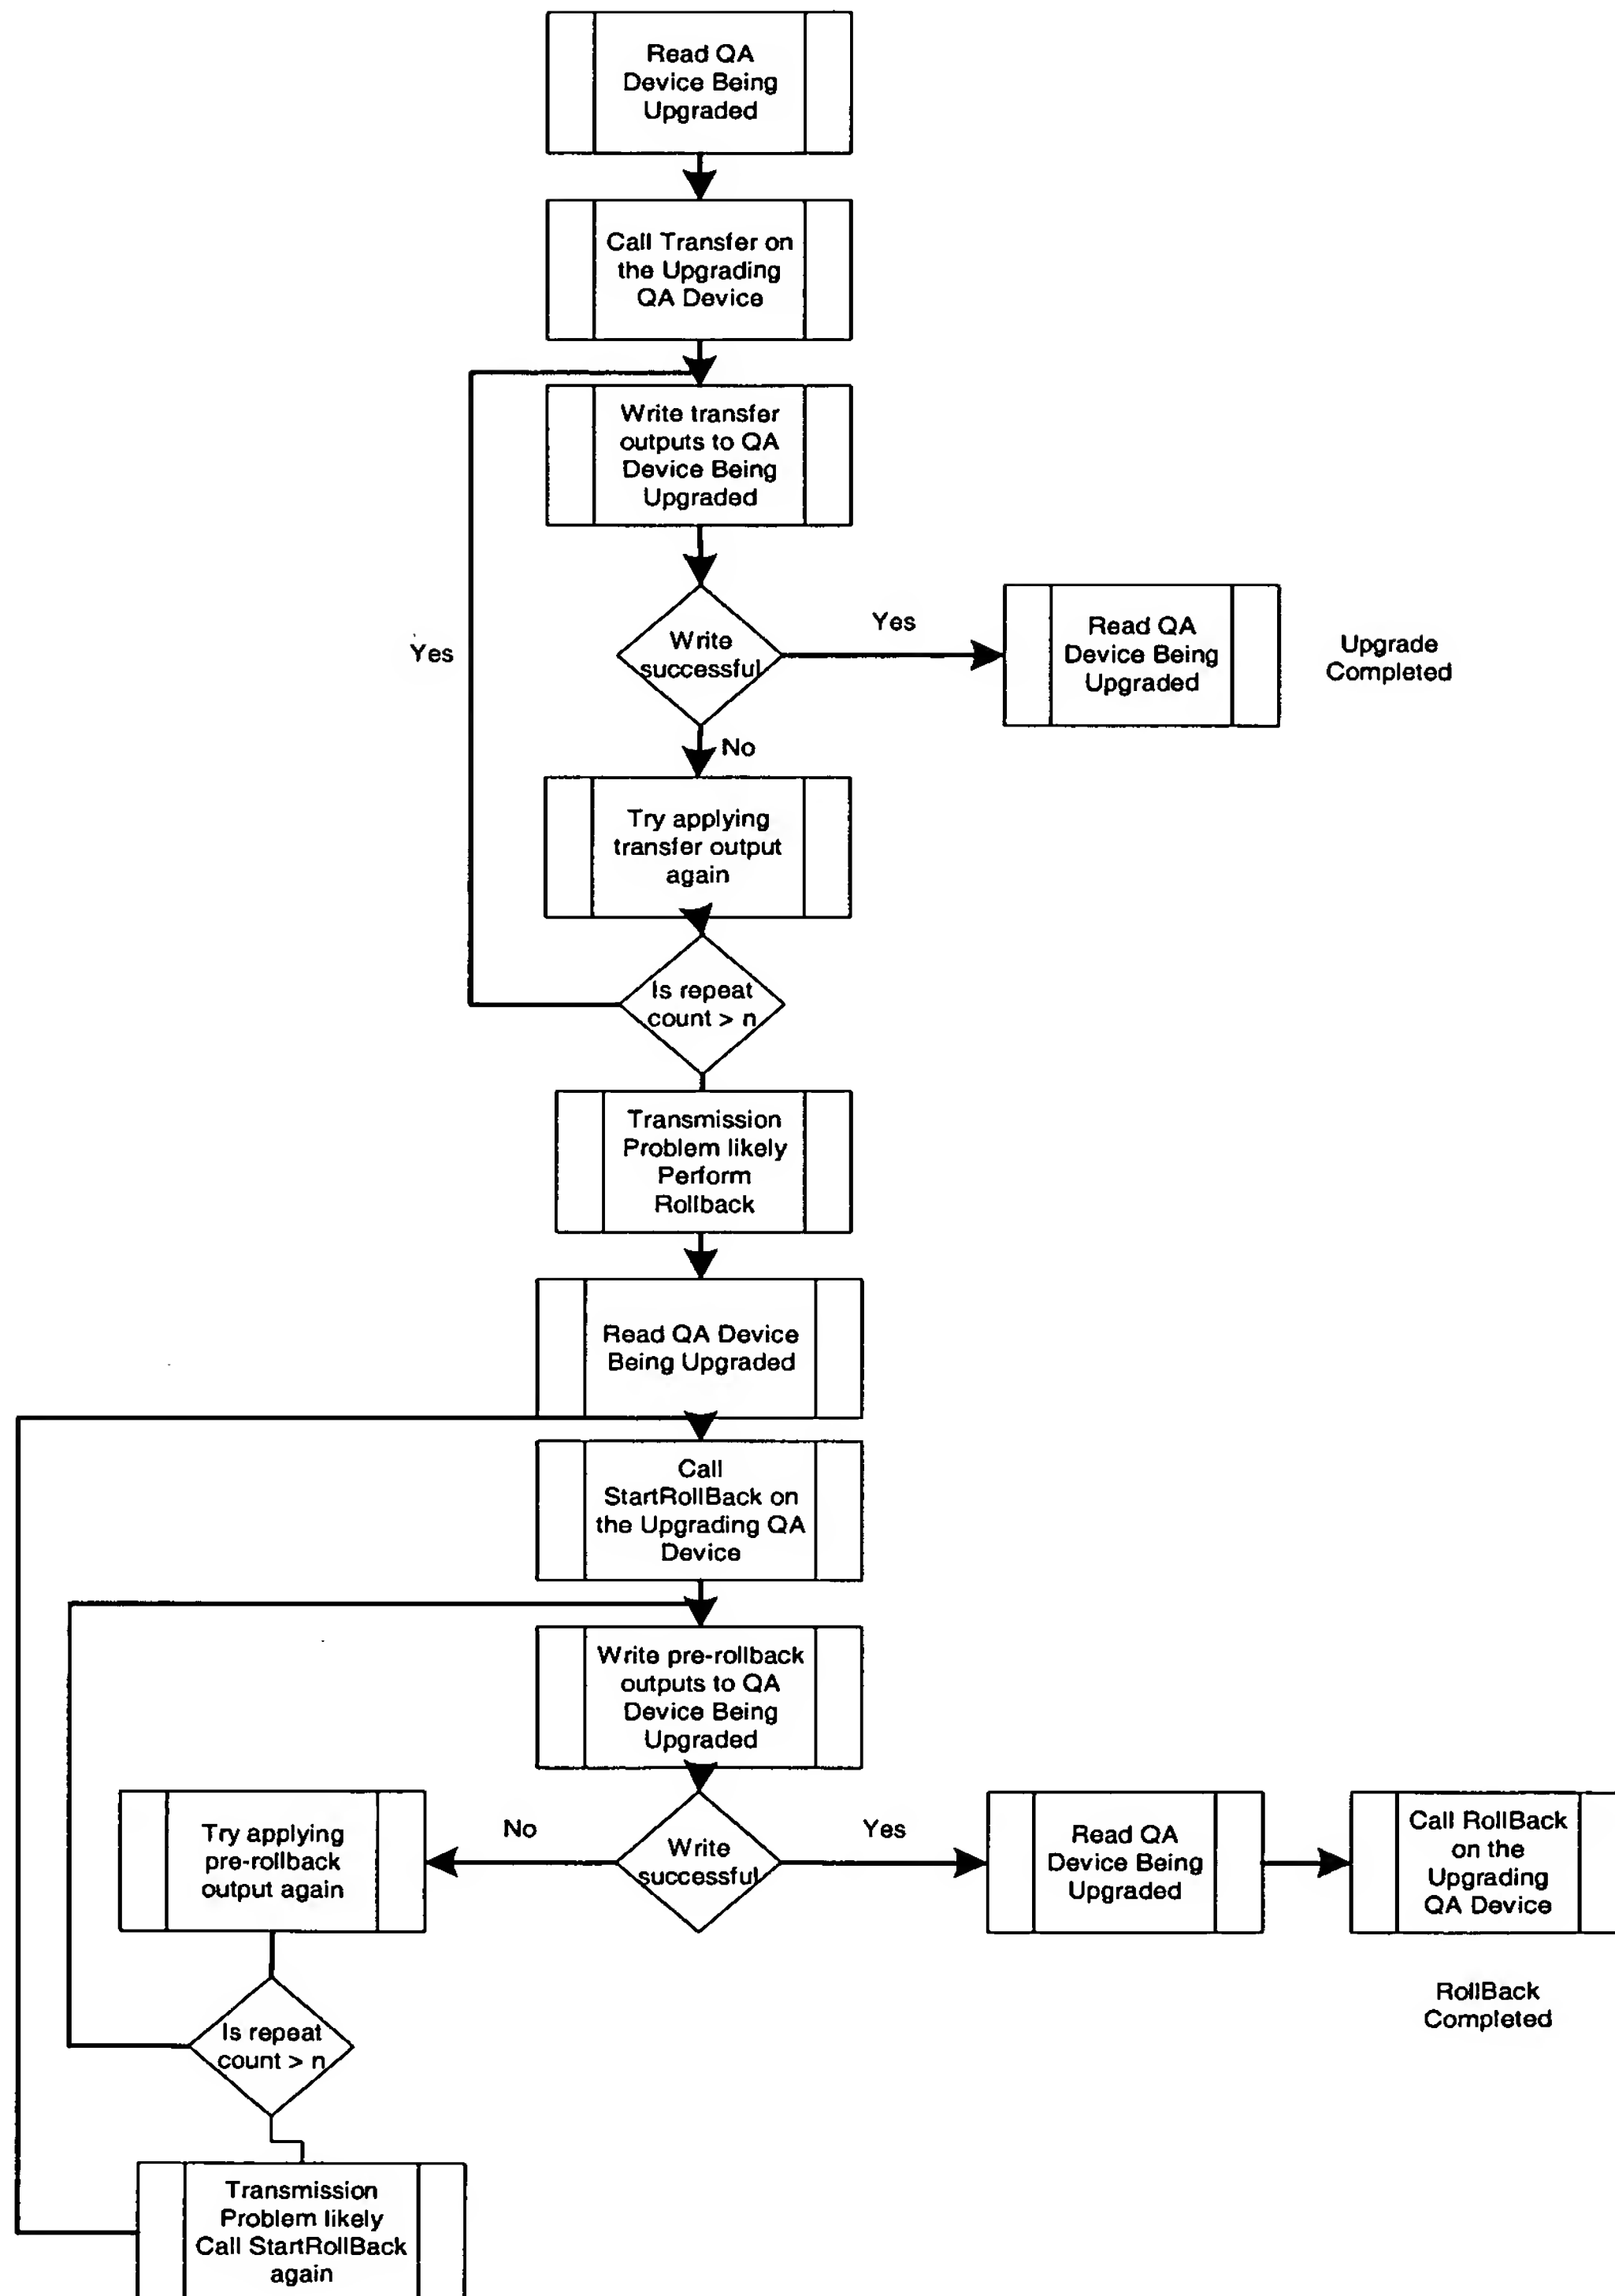 Read QA
Device Being
Upgraded
Call Transfer on
the Upgrading
QA Device
Write transfer
outputs to QA
Device Being
Upgraded
Write
successful
Yes
Read QA
Device Being
Upgraded
Upgrade
Completed
Yes
No
Try applying
transfer output
again
Is repeat
count > n
Transmission
Problem likely
Perform
Rollback
Read QA Device
Being Upgraded
Call
StartRollBack on
the Upgrading QA
Device
Write pre-rollback
outputs to QA
Device Being
Upgraded
Try applying
pre-rollback
output again
No
Write
successful
Yes
Read QA
Device Being
Upgraded
Call RollBack
on the
Upgrading
QA Device
RollBack
Completed
Is repeat
count > n
Transmission
Problem likely
Call StartRollBack
again